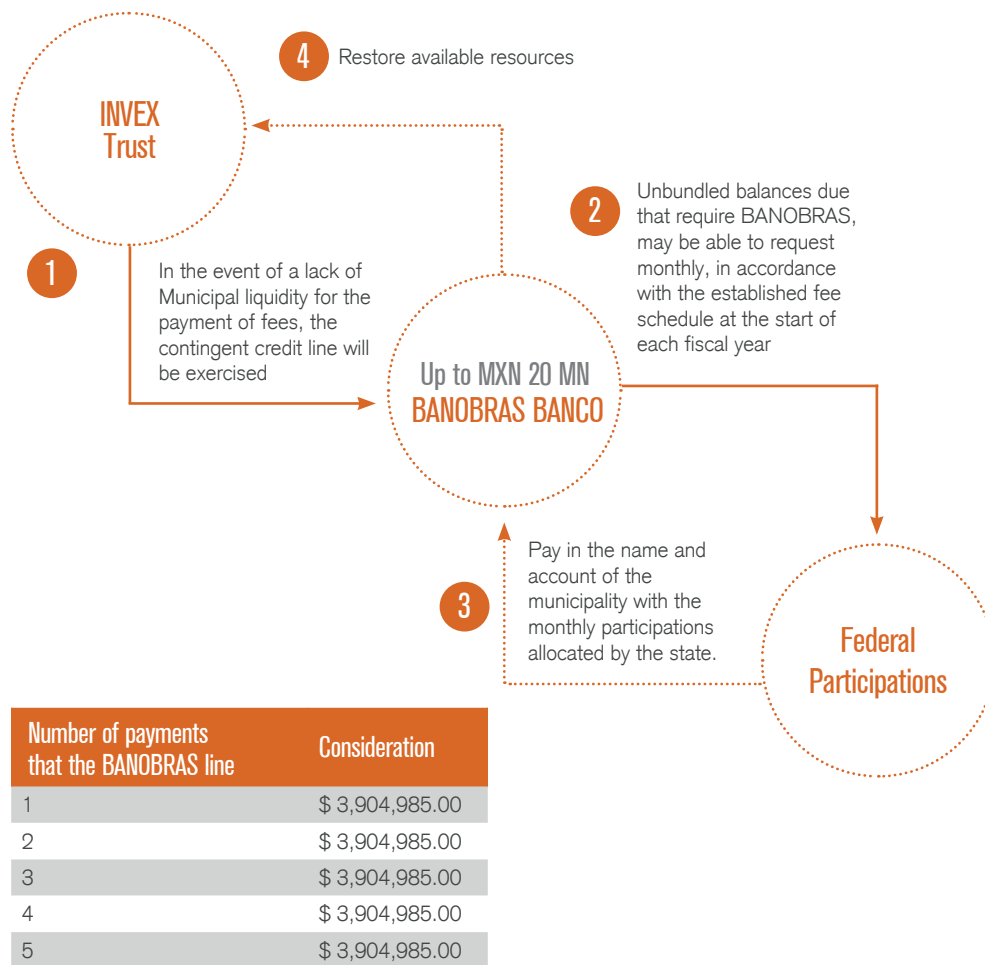 4
Restore available resources
INVEX
Trust
1
In the event of a lack of
Municipal liquidity for the
payment of fees, the
contingent credit line will
be exercised
2
Unbundled balances due
that require BANOBRAS,
may be able to request
monthly, in accordance
with the established fee
schedule at the start of
each fiscal year
Up to MXN 20 MN
BANOBRAS BANCO
3
Pay in the name and
account of the
municipality with the
monthly participations
allocated by the state.
Federal
Participations
Number of payments
that the BANOBRAS line
Consideration
1 $ 3,904,985.00
2 $ 3,904,985.00
3 $ 3,904,985.00
4 $ 3,904,985.00
5 $ 3,904,985.00